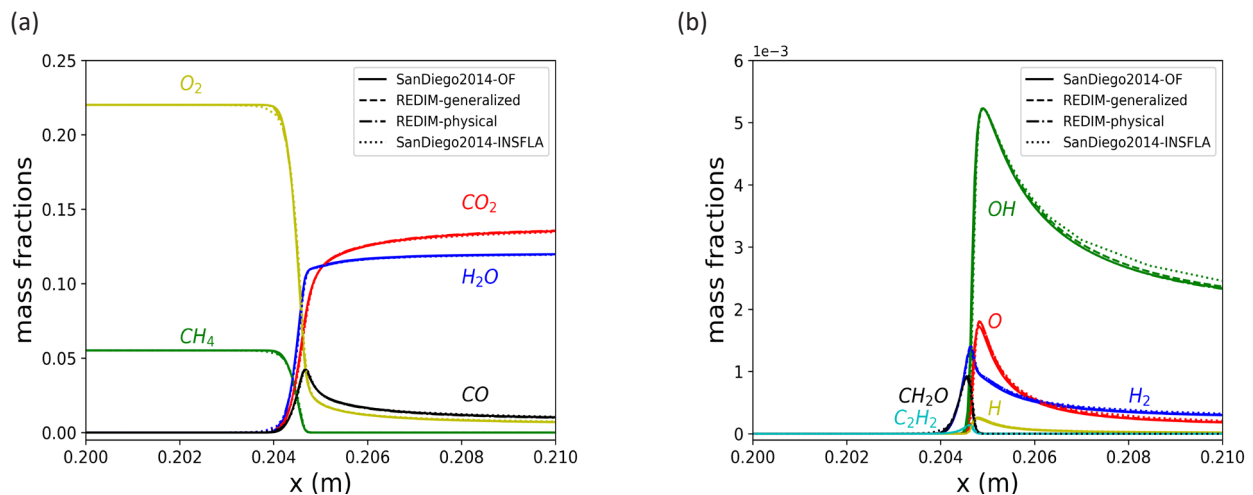 (a)
0.25
0.20
0.15
0.10
0.05
0.00
mass fractions
O₂
CH₄
CO₂
H₂O
CO
SanDiego2014-OF
REDIM-generalized
REDIM-physical
SanDiego2014-INSFLA
0.200 0.202 0.204 0.206 0.208 0.210
x (m)
(b)
1e−3
6
5
4
3
2
1
0
mass fractions
SanDiego2014-OF
REDIM-generalized
REDIM-physical
SanDiego2014-INSFLA
OH
O
CH₂O
C₂H₂
H
H₂
0.200 0.202 0.204 0.206 0.208 0.210
x (m)